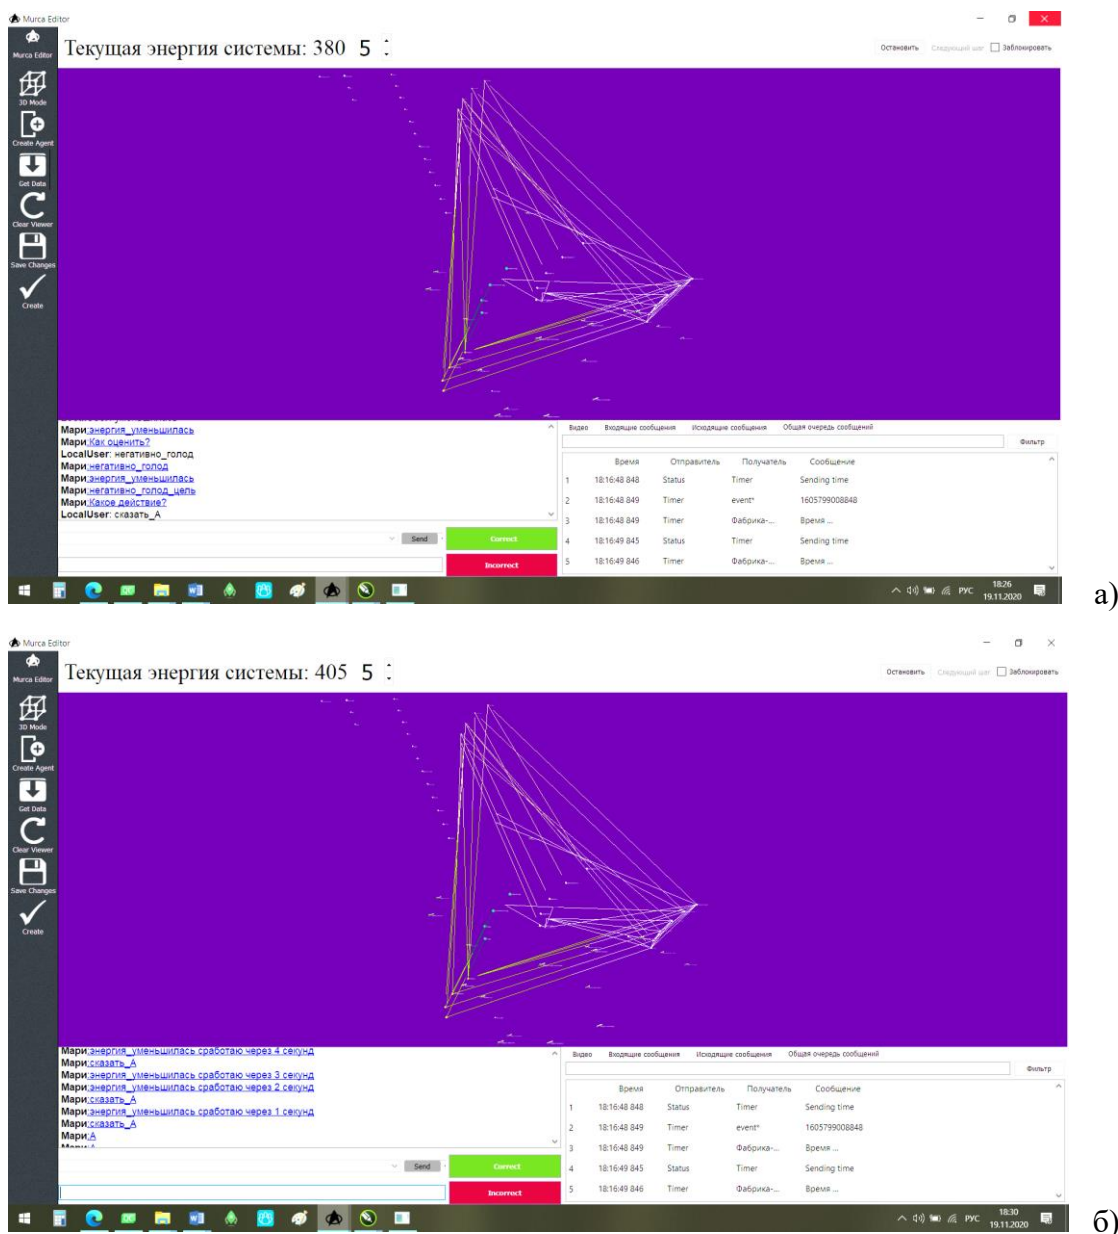 Murca Editor
Murca Editor
Текущая энергия системы: 380 5 :
Остановить Следующий шаг Заблокировать
3D Mode
Create Agent
Get Data
Clear Viewer
Save Changes
Create
Мари:энергия_уменьшилась
Мари:Как оценить?
LocalUser: негативно_голод
Мари:негативно_голод
Мари:энергия_уменьшилась
Мари:негативно_голод_цель
Мари:Какое действие?
LocalUser: сказать_А
Send Correct
Incorrect
Видео Входящие сообщения Исходящие сообщения Общая очередь сообщений
Фильтр
Время Отправитель Получатель Сообщение
1 18:16:48 848 Status Timer Sending time
2 18:16:48 849 Timer event* 1605799008848
3 18:16:48 849 Timer Фабрика-... Время ...
4 18:16:49 845 Status Timer Sending time
5 18:16:49 846 Timer Фабрика-... Время ...
РУС 18:26
19.11.2020
а)
Murca Editor
Murca Editor
Текущая энергия системы: 405 5 :
Остановить Следующий шаг Заблокировать
3D Mode
Create Agent
Get Data
Clear Viewer
Save Changes
Create
Мари:энергия_уменьшилась сработаю через 4 секунд
Мари:сказать_А
Мари:энергия_уменьшилась сработаю через 3 секунд
Мари:энергия_уменьшилась сработаю через 2 секунд
Мари:сказать_А
Мари:энергия_уменьшилась сработаю через 1 секунд
Мари:сказать_А
Мари:А
Send Correct
Incorrect
Видео Входящие сообщения Исходящие сообщения Общая очередь сообщений
Фильтр
Время Отправитель Получатель Сообщение
1 18:16:48 848 Status Timer Sending time
2 18:16:48 849 Timer event* 1605799008848
3 18:16:48 849 Timer Фабрика-... Время ...
4 18:16:49 845 Status Timer Sending time
5 18:16:49 846 Timer Фабрика-... Время ...
РУС 18:30
19.11.2020
б)